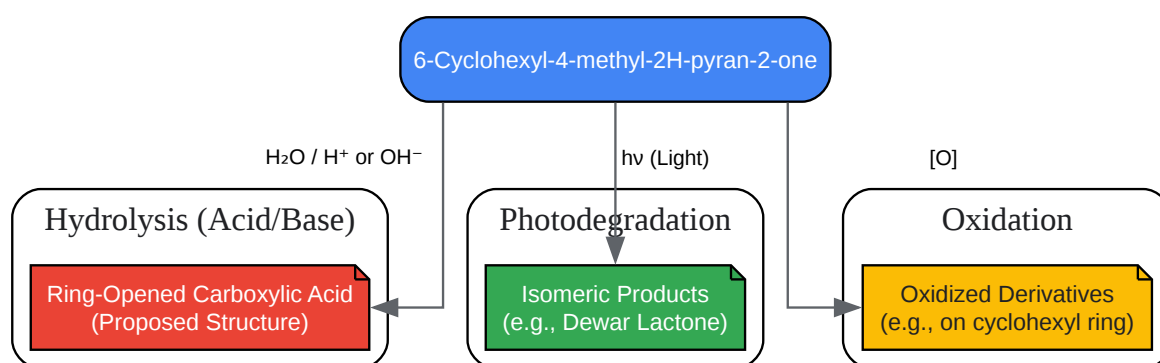 6-Cyclohexyl-4-methyl-2H-pyran-2-one
H₂O / H⁺ or OH⁻
hν (Light)
[O]
Hydrolysis (Acid/Base)
Photodegradation
Oxidation
Ring-Opened Carboxylic Acid
(Proposed Structure)
Isomeric Products
(e.g., Dewar Lactone)
Oxidized Derivatives
(e.g., on cyclohexyl ring)